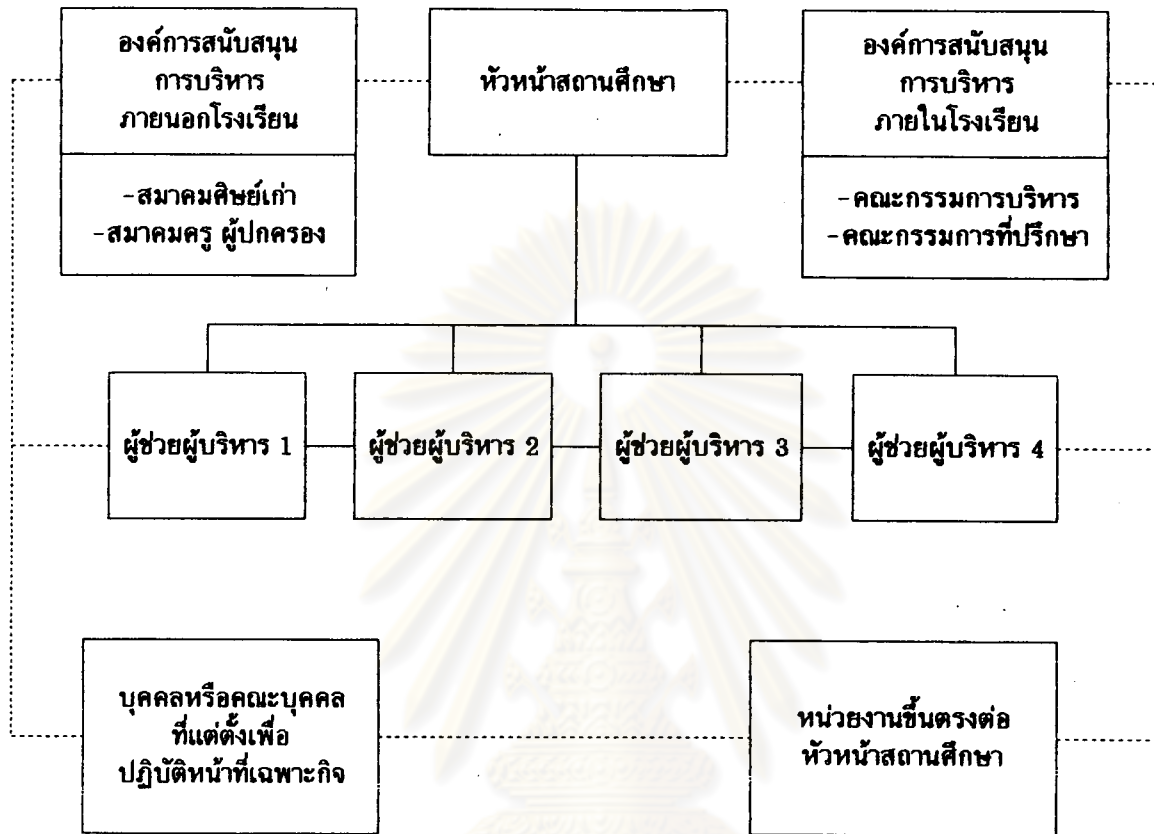 องค์การสนับสนุน
การบริหาร
ภายนอกโรงเรียน
-สมาคมศิษย์เก่า
-สมาคมครู ผู้ปกครอง
หัวหน้าสถานศึกษา
องค์การสนับสนุน
การบริหาร
ภายในโรงเรียน
-คณะกรรมการบริหาร
-คณะกรรมการที่ปรึกษา
ผู้ช่วยผู้บริหาร 1
ผู้ช่วยผู้บริหาร 2
ผู้ช่วยผู้บริหาร 3
ผู้ช่วยผู้บริหาร 4
บุคคลหรือคณะบุคคล
ที่แต่ตั้งเพื่อ
ปฏิบัติหน้าที่เฉพาะกิจ
หน่วยงานขึ้นตรงต่อ
หัวหน้าสถานศึกษา